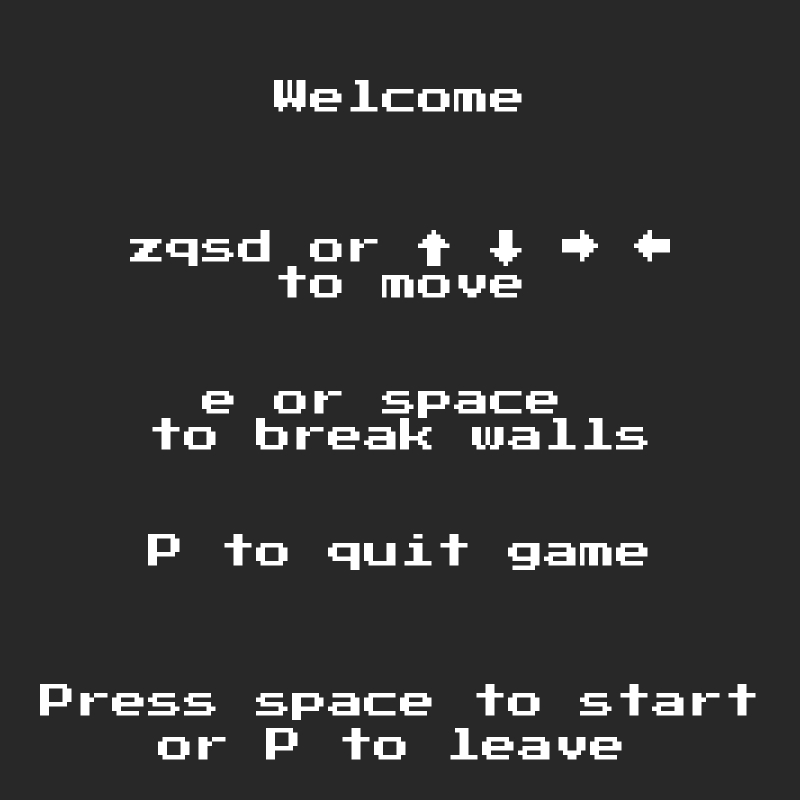 Welcome
zqsd or 🡅 🡇 🡆 🡄
to move
e or space
to break walls
P to quit game
Press space to start
or P to leave